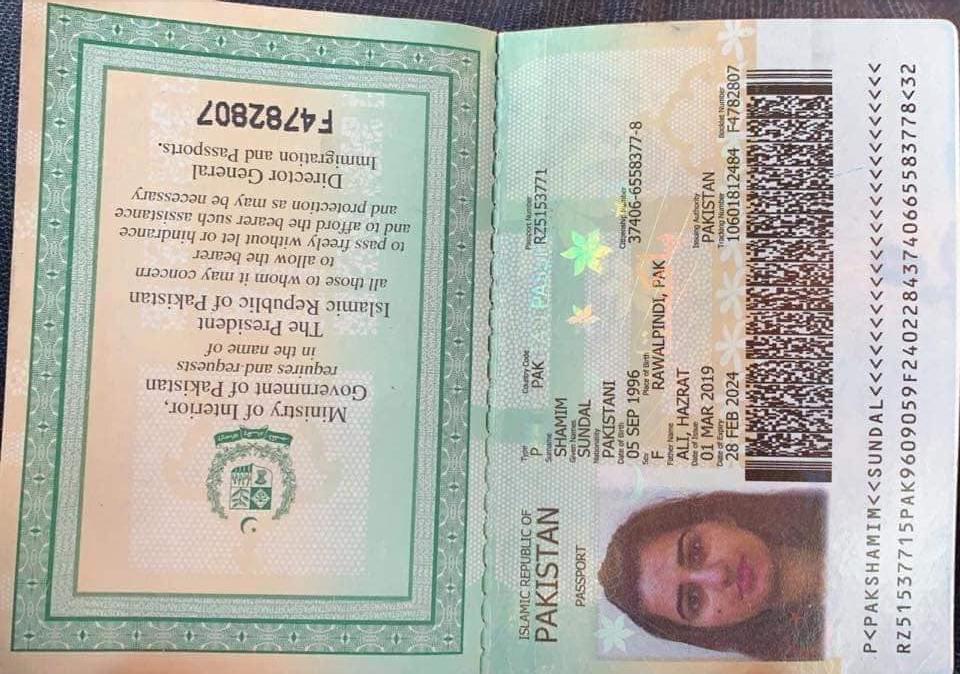 Ministry of Interior,
Government of Pakistan
requires and requests
in the name of
The President
Islamic Republic of Pakistan
all those to whom it may concern
to allow the bearer
to pass freely without let or hindrance
and to afford the bearer such assistance
and protection as may be necessary
Director General
Immigration and Passports.
F4782807
ISLAMIC REPUBLIC OF
PAKISTAN
PASSPORT
Type Country Code Passport Number
P PAK RZ5153771
Surname
SHAMIM
Given Names
SUNDAL
Nationality
PAKISTANI
Date of Birth Citizenship Number
05 SEP 1996 37406-6558377-8
Sex Place of Birth
F RAWALPINDI, PAK
Father Name
ALI, HAZRAT
Date of Issue Issuing Authority
01 MAR 2019 PAKISTAN
Date of Expiry Tracking Number Booklet Number
28 FEB 2024 10601812484 F4782807
P<PAKSHAMIM<<SUNDAL<<<<<<<<<<<<<<<<<<<<<<<<<
RZ51537715PAK9609059F24022843740665583778<32